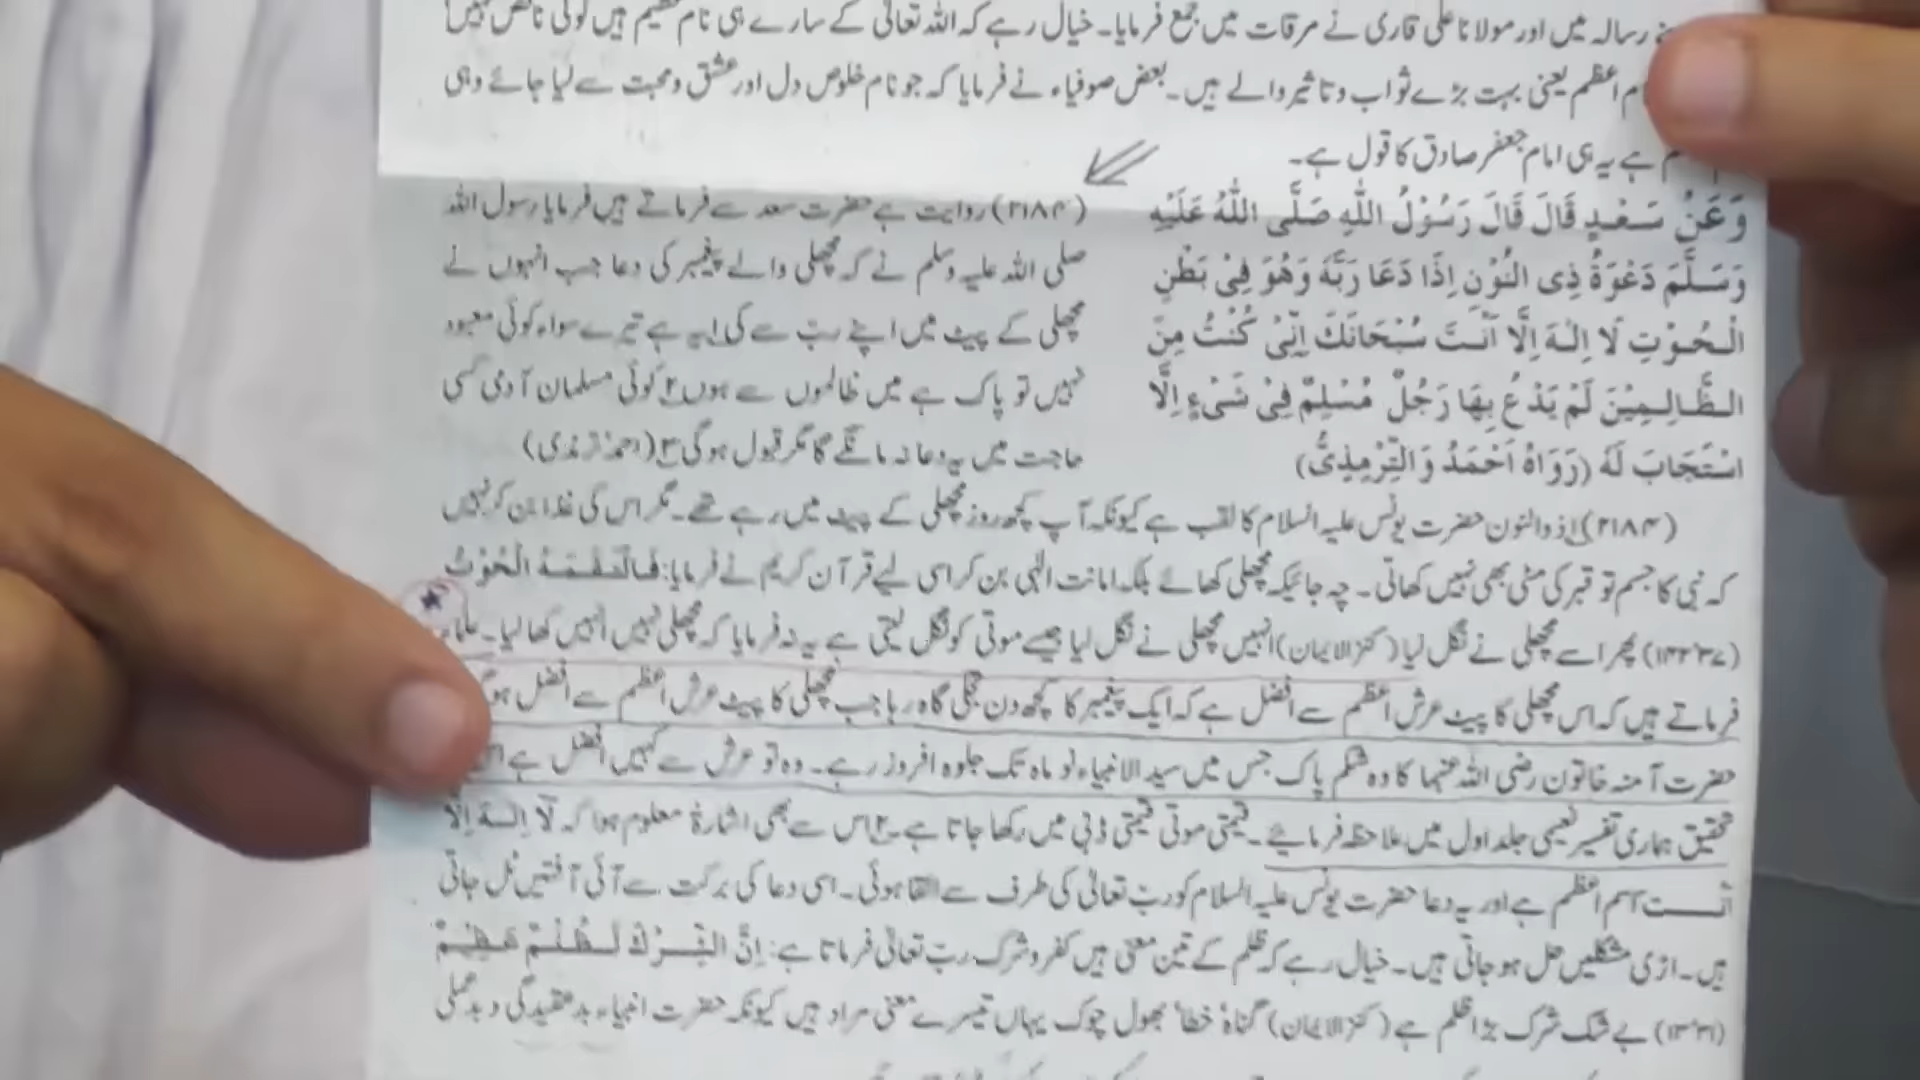 رسالہ میں اور مولانا علی قاری نے مرقات میں جمع فرمایا۔ خیال رہے کہ اللہ تعالیٰ کے سارے ہی نام عظیم ہیں کوئی ناقص نہیں
اعظم یعنی بہت بڑے ثواب و تاثیر والے ہیں۔ بعض صوفیاء نے فرمایا کہ جو نام خلوص دل اور عشق و محبت سے لیا جائے وہی
ہے یہ ہی امام جعفر صادق کا قول ہے۔
وَعَنْ سَعْدٍ قَالَ قَالَ رَسُوْلُ اللّٰهِ صَلَّى اللّٰهُ عَلَيْهِ
وَسَلَّمَ دَعْوَةُ ذِى النُّوْنِ اِذَا دَعَا رَبَّهٗ وَهُوَ فِىْ بَطْنِ
الْحُوْتِ لَا اِلٰهَ اِلَّا اَنْتَ سُبْحَانَكَ اِنِّىْ كُنْتُ مِنَ
الظَّالِمِيْنَ لَمْ يَدْعُ بِهَا رَجُلٌ مُسْلِمٌ فِىْ شَىْءٍ اِلَّا
اسْتَجَابَ لَهٗ (رَوَاهُ اَحْمَدُ وَالتِّرْمِذِىُّ)
(۲۱۸۴) روایت ہے حضرت سعد سے فرماتے ہیں فرمایا رسول اللہ
صلی اللہ علیہ وسلم نے کہ مچھلی والے پیغمبر کی دعا جب انہوں نے
مچھلی کے پیٹ میں اپنے رب سے کی ۱ یہ ہے تیرے سواء کوئی معبود
نہیں تو پاک ہے میں ظالموں سے ہوں ۲ کوئی مسلمان آدمی کسی
حاجت میں یہ دعا نہ مانگے گا مگر قبول ہوگی ۳ (احمد، ترمذی)
(۲۱۸۴) ۱ ذوالنون حضرت یونس علیہ السلام کا لقب ہے کیونکہ آپ کچھ روز مچھلی کے پیٹ میں رہے تھے۔ مگر اس کی غذا بن کر نہیں
کہ نبی کا جسم تو قبر کی مٹی بھی نہیں کھاتی۔ چہ جائیکہ مچھلی کھائے بلکہ امانت الٰہی بن کر اسی لیے قرآن کریم نے فرمایا: فَالْتَقَمَهُ الْحُوْتُ
(۱۴۲'۳۷) پھر اسے مچھلی نے نگل لیا (کنز الایمان) انہیں مچھلی نے نگل لیا جیسے موتی کو نگل لیتی ہے یہ نہ فرمایا کہ مچھلی نہیں انہیں کھا لیا۔ علماء
فرماتے ہیں کہ اس مچھلی کا پیٹ عرش اعظم سے افضل ہے کہ ایک پیغمبر کا کچھ دن تجلی گاہ رہا جب مچھلی کا پیٹ عرش اعظم سے افضل
حضرت آمنہ خاتون رضی اللہ عنہا کا وہ شکم پاک جس میں سید الانبیاء نو ماہ تک جلوہ افروز رہے۔ وہ تو عرش سے کہیں افضل ہے
تحقیق ہماری تفسیر نعیمی جلد اول میں ملاحظہ فرمایئے۔ قیمتی موتی قیمتی ڈبی میں رکھا جاتا ہے۔ ۲ اس سے بھی اشارۃً معلوم ہوا کہ لَا اِلٰهَ اِلَّا
اَنْتَ اسم اعظم ہے اور یہ دعا حضرت یونس علیہ السلام کو رب تعالیٰ کی طرف سے القا ہوئی۔ اسی دعا کی برکت سے آئی آفتیں ٹل جاتی
ہیں۔ اڑی مشکلیں حل ہو جاتی ہیں۔ خیال رہے کہ ظلم کے تین معنی ہیں کفر و شرک رب تعالیٰ فرماتا ہے: اِنَّ الشِّرْكَ لَظُلْمٌ عَظِيْمٌ
(۱۳'۳۱) بے شک شرک بڑا ظلم ہے (کنز الایمان) گناہ' خطا' بھول چوک یہاں تیسرے معنی مراد ہیں کیونکہ حضرت انبیاء بدعقیدگی و بدعملی